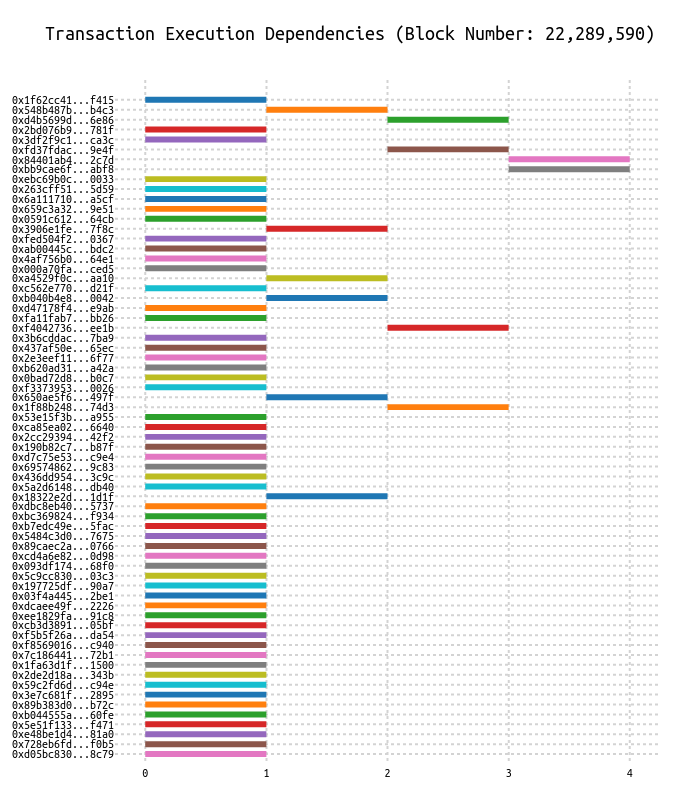 Transaction Execution Dependencies (Block Number: 22,289,590)
0x1f62cc41...f415
0x548b487b...b4c3
0xd4b5699d...6e86
0x2bd076b9...781f
0x3df2f9c1...ca3c
0xfd37fdac...9e4f
0x84401ab4...2c7d
0xbb9cae6f...abf8
0xebc69b0c...0033
0x263cff51...5d59
0x6a111710...a5cf
0x659c3a32...9e51
0x0591c612...64cb
0x3906e1fe...7f8c
0xfed504f2...0367
0xab00445c...bdc2
0x4af756b0...64e1
0x000a70fa...ced5
0xa4529f0c...aa10
0xc562e770...d21f
0xb040b4e8...0042
0xd47178f4...e9ab
0xfa11fab7...bb26
0xf4042736...ee1b
0x3b6cddac...7ba9
0x437af50e...65ec
0x2e3eef11...6f77
0xb620ad31...a42a
0x0bad72d8...b0c7
0xf3373953...0026
0x650ae5f6...497f
0x1f88b248...74d3
0x53e15f3b...a955
0xca85ea02...6640
0x2cc29394...42f2
0x190b82c7...b87f
0xd7c75e53...c9e4
0x69574862...9c83
0x436dd954...3c9c
0x5a2d6148...db40
0x18322e2d...1d1f
0xdbc8eb40...5737
0xbc369824...f934
0xb7edc49e...5fac
0x5484c3d0...7675
0x89caec2a...0766
0xcd4a6e82...0d98
0x093df174...68f0
0x5c9cc830...03c3
0x197725df...90a7
0x03f4a445...2be1
0xdcaee49f...2226
0xee1829fa...91c8
0xcb3d3891...05bf
0xf5b5f26a...da54
0xf8569016...c940
0x7c186441...72b1
0x1fa63d1f...1500
0x2de2d18a...343b
0x59c2fd6d...c94e
0x3e7c681f...2895
0x89b383d0...b72c
0xb044555a...60fe
0x5e51f133...f471
0xe48be1d4...81a0
0x728eb6fd...f0b5
0xd05bc830...8c79
0 1 2 3 4